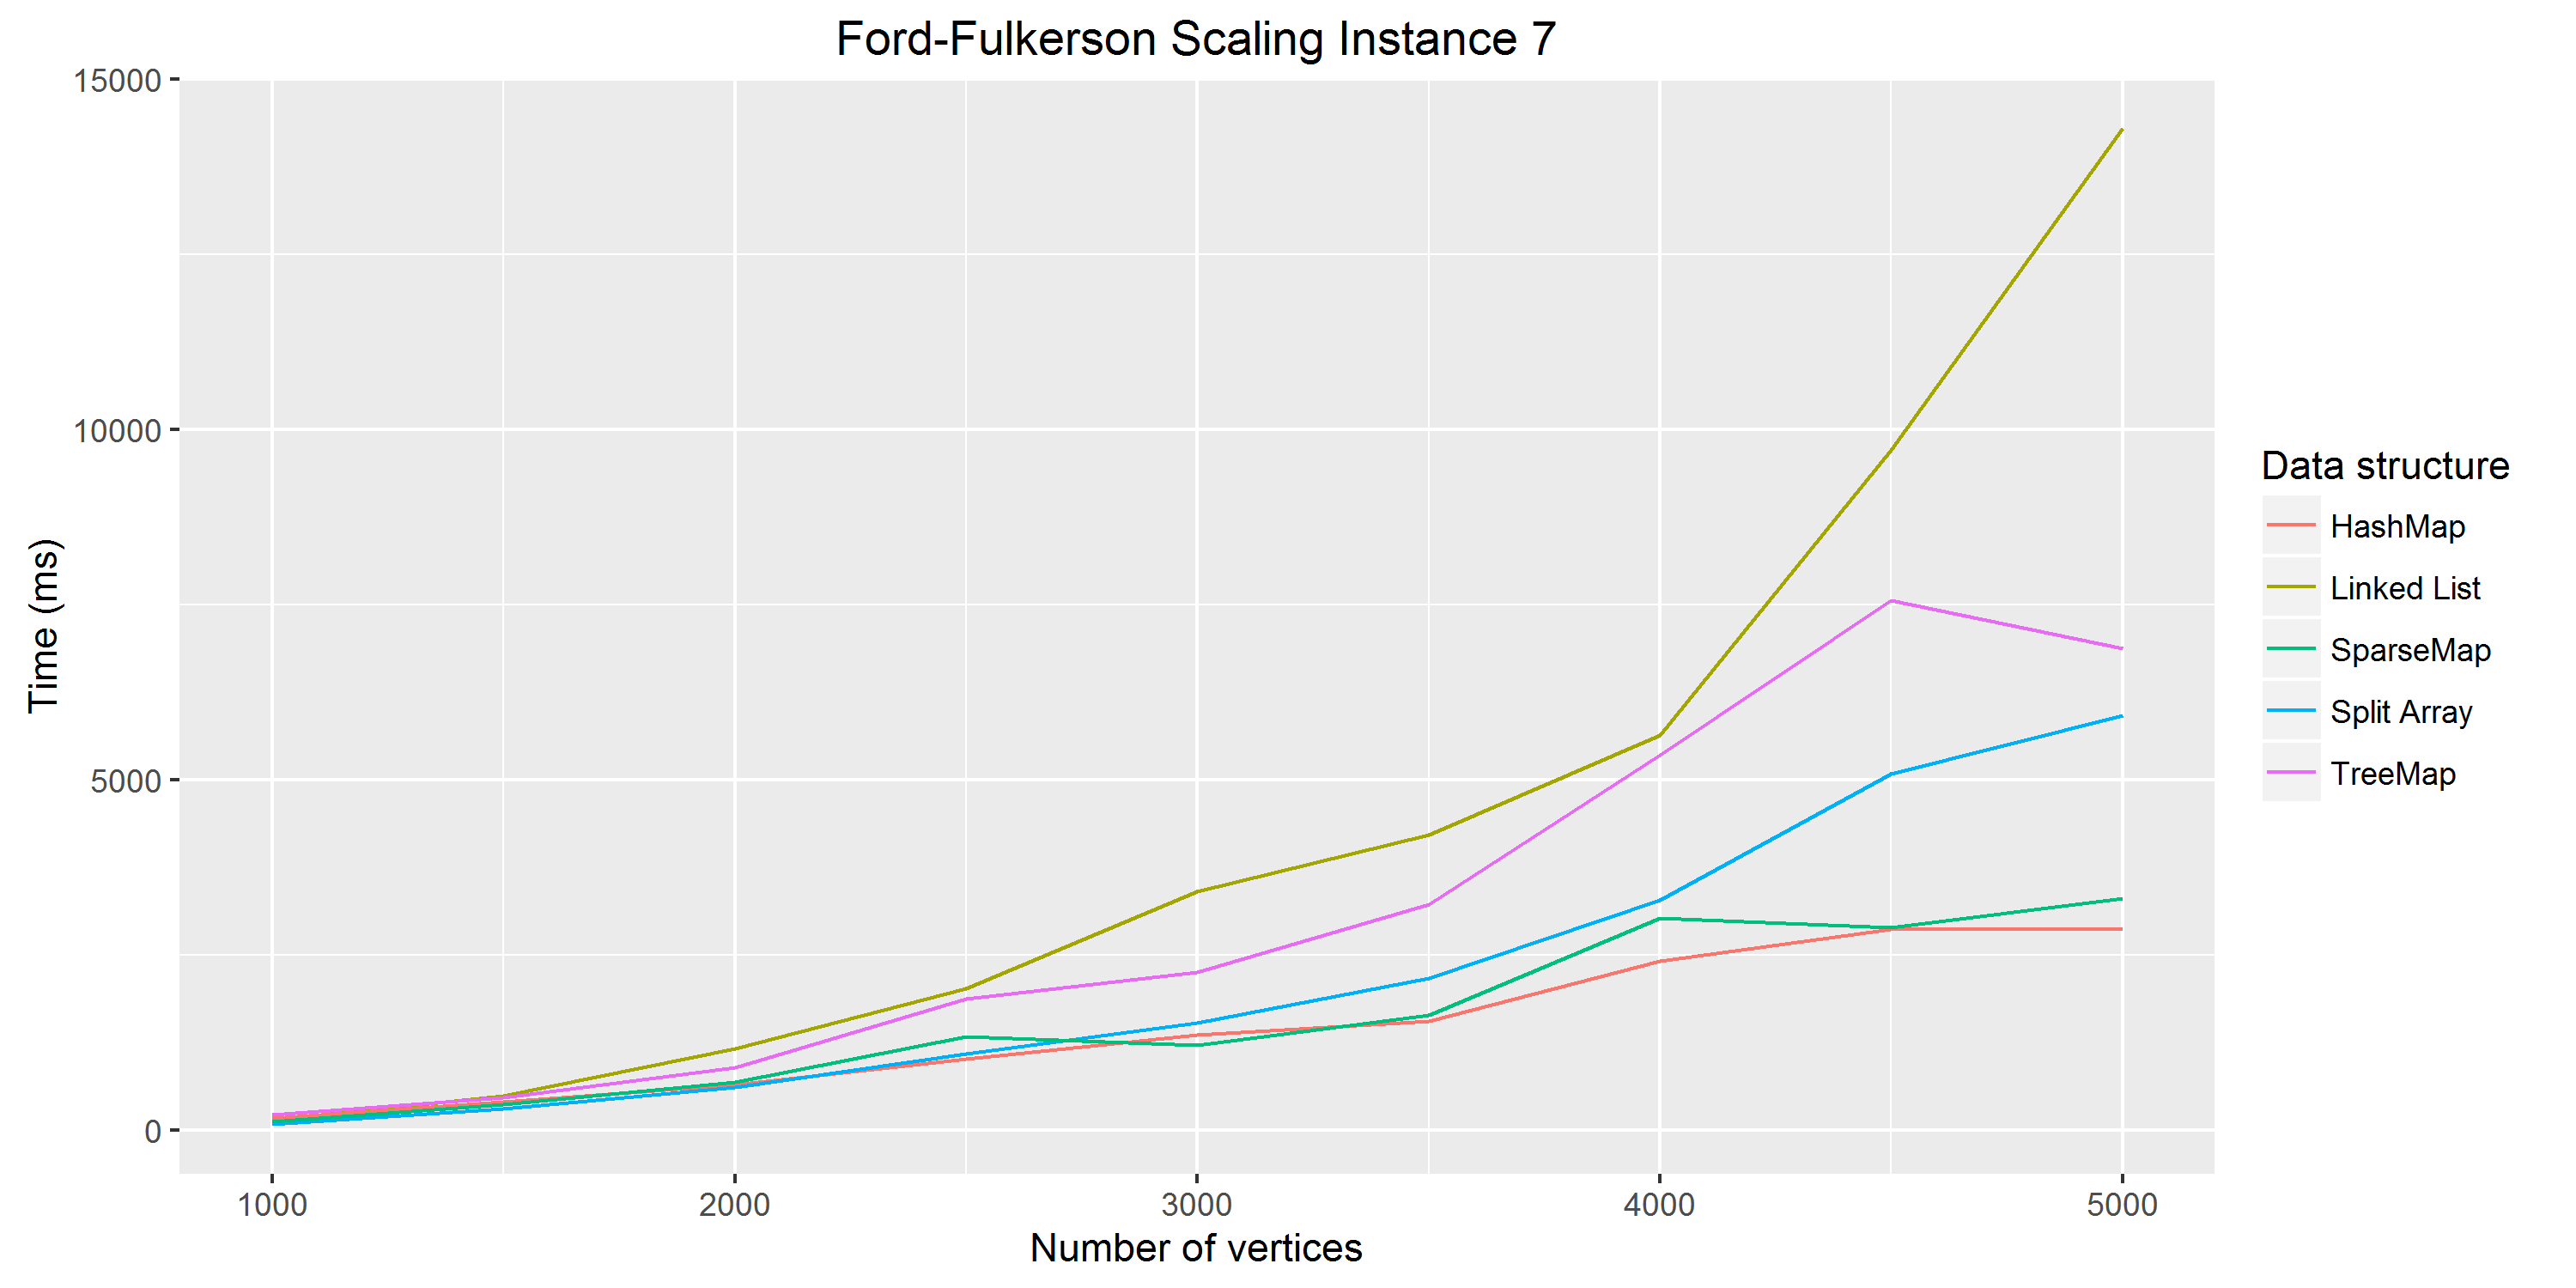 Ford-Fulkerson Scaling Instance 7
15000
10000
5000
0
Time (ms)
1000 2000 3000 4000 5000
Number of vertices
Data structure
HashMap
Linked List
SparseMap
Split Array
TreeMap